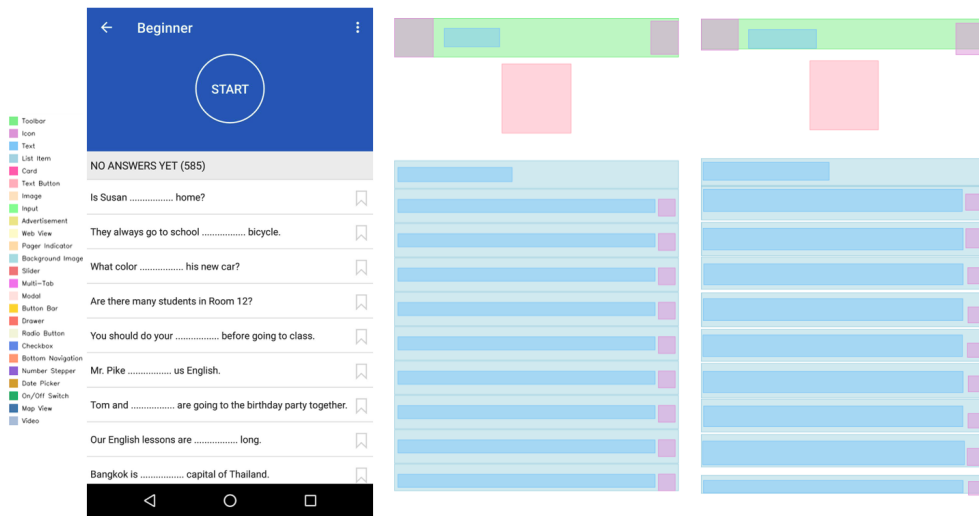 Toolbar
Icon
Text
List Item
Card
Text Button
Image
Input
Advertisement
Web View
Pager Indicator
Background Image
Slider
Multi-Tab
Modal
Button Bar
Drawer
Radio Button
Checkbox
Bottom Navigation
Number Stepper
Date Picker
On/Off Switch
Map View
Video
Beginner
START
NO ANSWERS YET (585)
Is Susan ................. home?
They always go to school ................. bicycle.
What color ................. his new car?
Are there many students in Room 12?
You should do your ................. before going to class.
Mr. Pike ................. us English.
Tom and ................. are going to the birthday party together.
Our English lessons are ................. long.
Bangkok is ................. capital of Thailand.